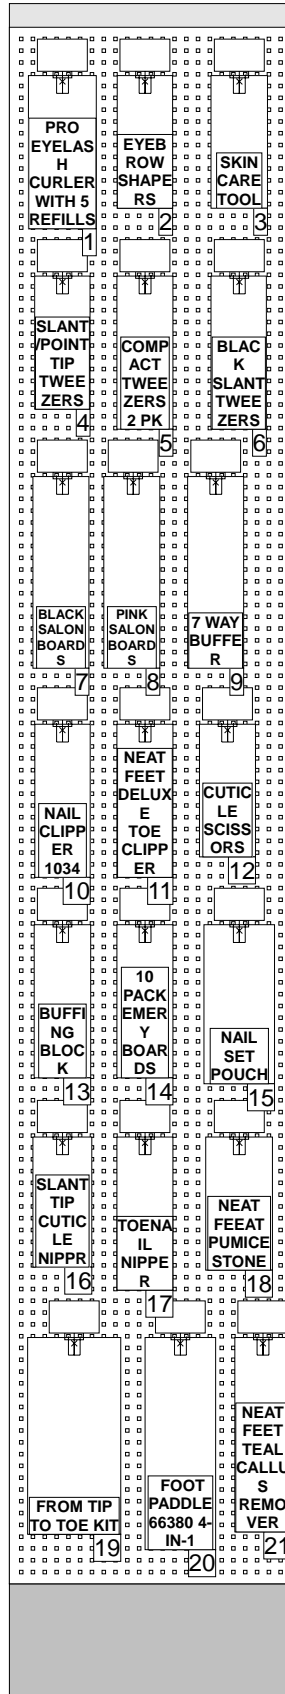 PRO
EYELAS
H
CURLER
WITH 5
REFILLS
1
EYEB
ROW
SHAPE
RS
2
SKIN
CARE
TOOL
3
SLANT
/POINT
TIP
TWEE
ZERS
4
COMP
ACT
TWEE
ZERS
2 PK
5
BLAC
K
SLANT
TWEE
ZERS
6
BLACK
SALON
BOARD
S
7
PINK
SALON
BOARD
S
8
7 WAY
BUFFE
R
9
NAIL
CLIPP
ER
1034
10
NEAT
FEET
DELUX
E
TOE
CLIPP
ER
11
CUTIC
LE
SCISS
ORS
12
BUFFI
NG
BLOC
K
13
10
PACK
EMER
Y
BOAR
DS
14
NAIL
SET
POUCH
15
SLANT
TIP
CUTIC
LE
NIPPR
16
TOENA
IL
NIPPE
R
17
NEAT
FEEAT
PUMICE
STONE
18
FROM TIP
TO TOE KIT
19
FOOT
PADDLE
66380 4-
IN-1
20
NEAT
FEET
TEAL
CALLU
S
REMO
VER
21